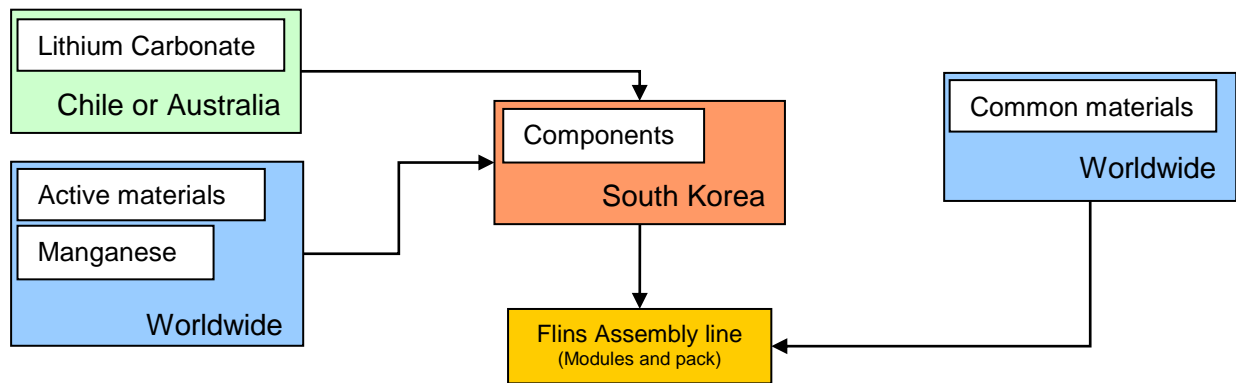 Lithium Carbonate
Chile or Australia
Active materials
Manganese
Worldwide
Components
South Korea
Common materials
Worldwide
Flins Assembly line
(Modules and pack)